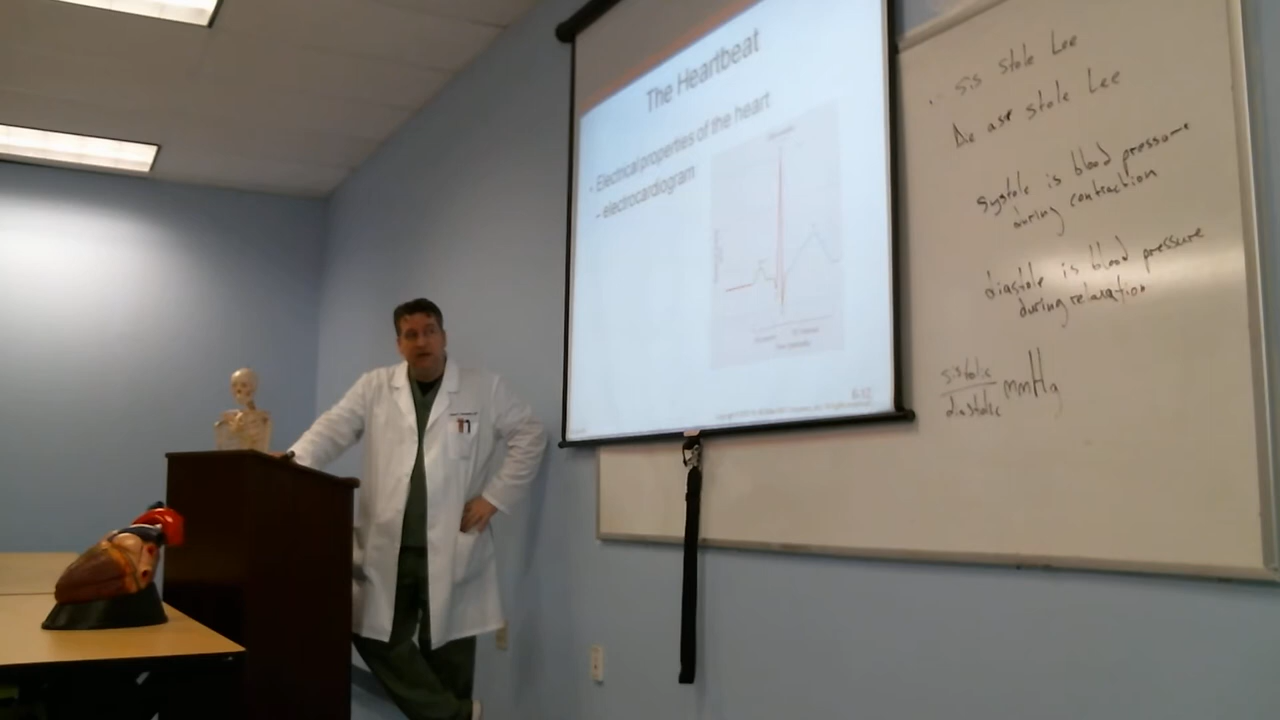 The Heartbeat
- Electrical properties of the heart
– electrocardiogram
sis stole Lee
Die ass stole Lee
systole is blood pressure
during contraction
diastole is blood pressure
during relaxation
sistolic
diastolic
mmHg